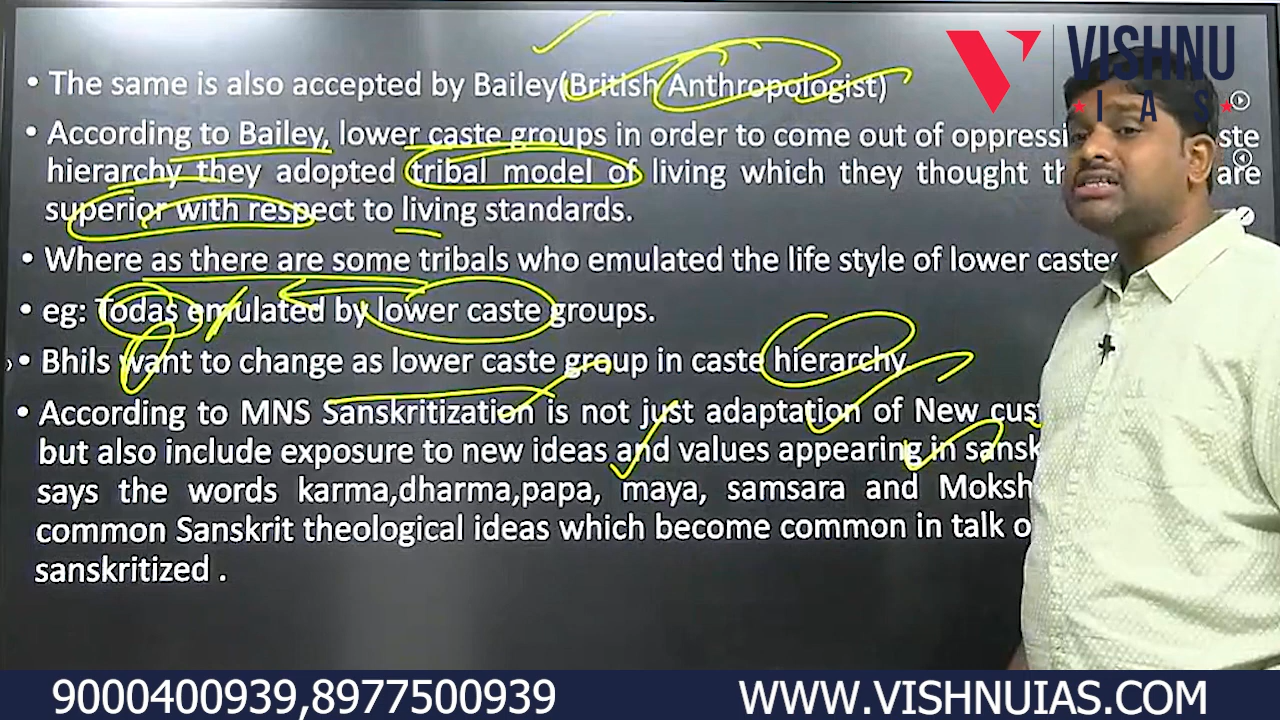 VISHNU
IAS
• The same is also accepted by Bailey(British Anthropologist)
• According to Bailey, lower caste groups in order to come out of
hierarchy they adopted tribal model of living which they thought are
superior with respect to living standards.
• Where as there are some tribals who emulated the life style of lower
• eg: Todas emulated by lower caste groups.
• Bhils want to change as lower caste group in caste hierarchy
• According to MNS Sanskritization is not just adaptation of New
but also include exposure to new ideas and values appearing in
says the words karma,dharma,papa, maya, samsara and
common Sanskrit theological ideas which become common in talk
sanskritized .
9000400939,8977500939
WWW.VISHNUIAS.COM